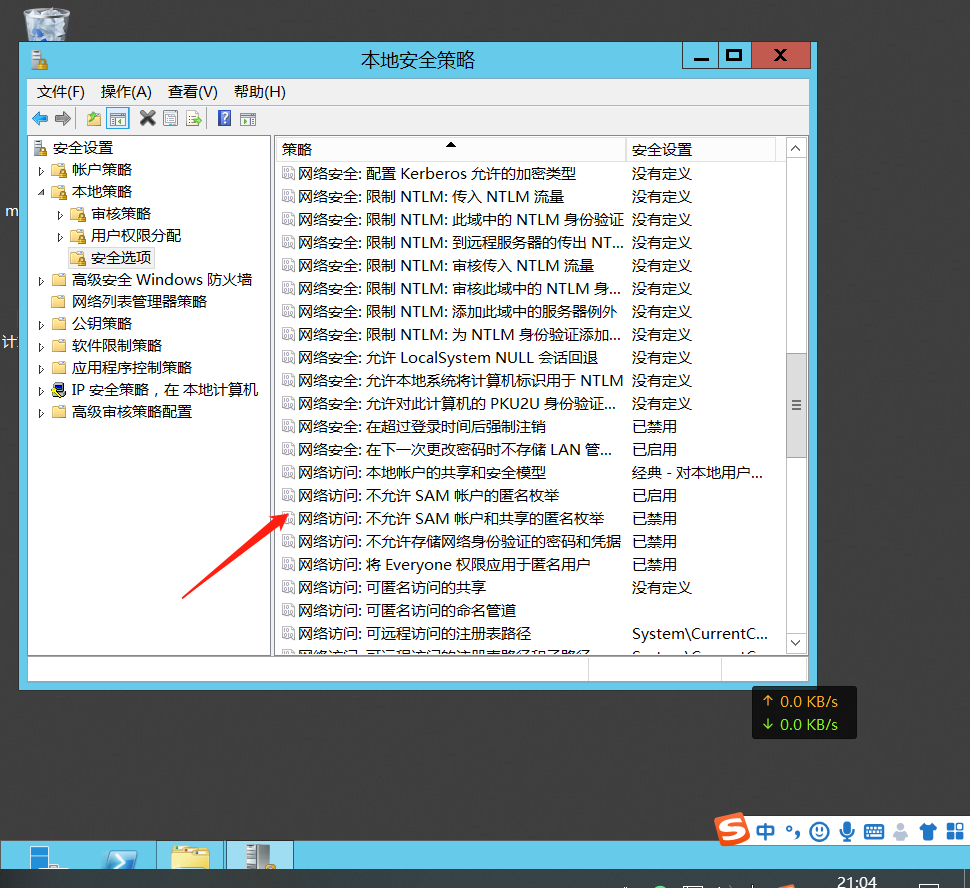 本地安全策略
文件(F) 操作(A) 查看(V) 帮助(H)
安全设置
帐户策略
本地策略
审核策略
用户权限分配
安全选项
高级安全 Windows 防火墙
网络列表管理器策略
公钥策略
软件限制策略
应用程序控制策略
IP 安全策略，在 本地计算机
高级审核策略配置
策略 安全设置
网络安全: 配置 Kerberos 允许的加密类型 没有定义
网络安全: 限制 NTLM: 传入 NTLM 流量 没有定义
网络安全: 限制 NTLM: 此域中的 NTLM 身份验证 没有定义
网络安全: 限制 NTLM: 到远程服务器的传出 NT... 没有定义
网络安全: 限制 NTLM: 审核传入 NTLM 流量 没有定义
网络安全: 限制 NTLM: 审核此域中的 NTLM 身... 没有定义
网络安全: 限制 NTLM: 添加此域中的服务器例外 没有定义
网络安全: 限制 NTLM: 为 NTLM 身份验证添加... 没有定义
网络安全: 允许 LocalSystem NULL 会话回退 没有定义
网络安全: 允许本地系统将计算机标识用于 NTLM 没有定义
网络安全: 允许对此计算机的 PKU2U 身份验证... 没有定义
网络安全: 在超过登录时间后强制注销 已禁用
网络安全: 在下一次更改密码时不存储 LAN 管... 已启用
网络访问: 本地帐户的共享和安全模型 经典 - 对本地用户...
网络访问: 不允许 SAM 帐户的匿名枚举 已启用
网络访问: 不允许 SAM 帐户和共享的匿名枚举 已禁用
网络访问: 不允许存储网络身份验证的密码和凭据 已禁用
网络访问: 将 Everyone 权限应用于匿名用户 已禁用
网络访问: 可匿名访问的共享 没有定义
网络访问: 可匿名访问的命名管道
网络访问: 可远程访问的注册表路径 System\CurrentC...
网络访问: 可远程访问的注册表路径和子路径 System\CurrentC...
m
计
↑ 0.0 KB/s
↓ 0.0 KB/s
S 中
21:04